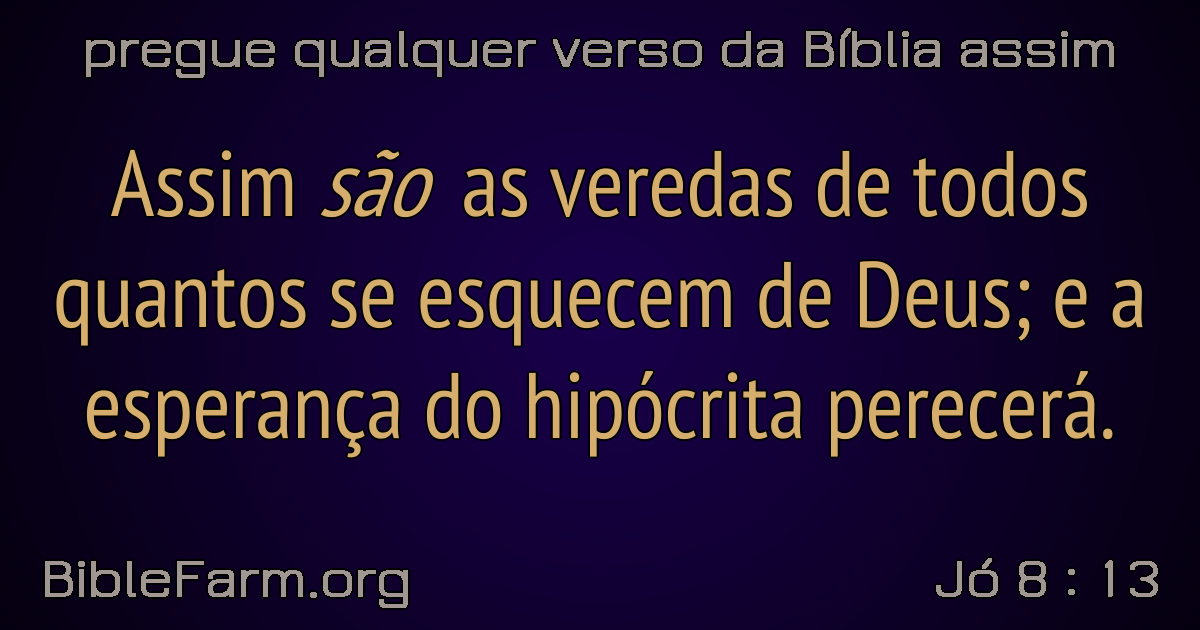 pregue qualquer verso da Bíblia assim
Assim são as veredas de todos
quantos se esquecem de Deus; e a
esperança do hipócrita perecerá.
BibleFarm.org
Jó 8 : 13